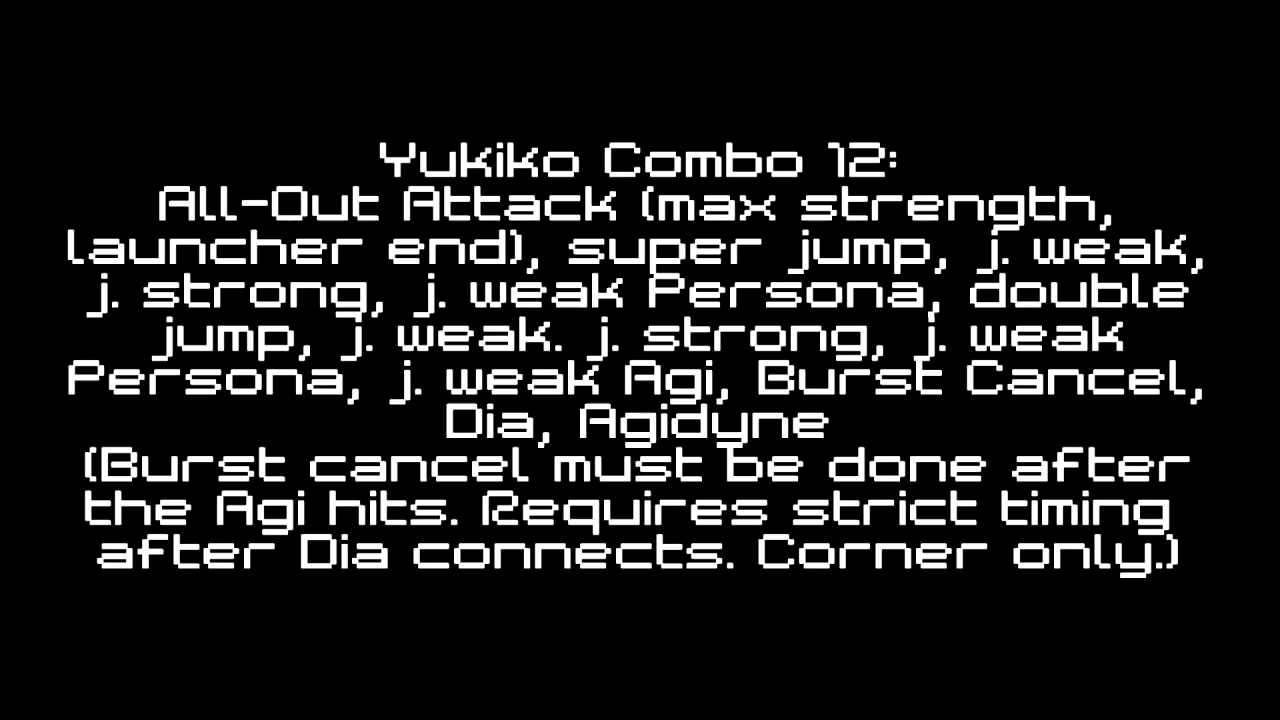 Yukiko Combo 12:
All-Out Attack (max strength,
launcher end), super jump, j. weak,
j. strong, j. weak Persona, double
jump, j. weak. j. strong, j. weak
Persona, j. weak Agi, Burst Cancel,
Dia, Agidyne
(Burst cancel must be done after
the Agi hits. Requires strict timing
after Dia connects. Corner only.)